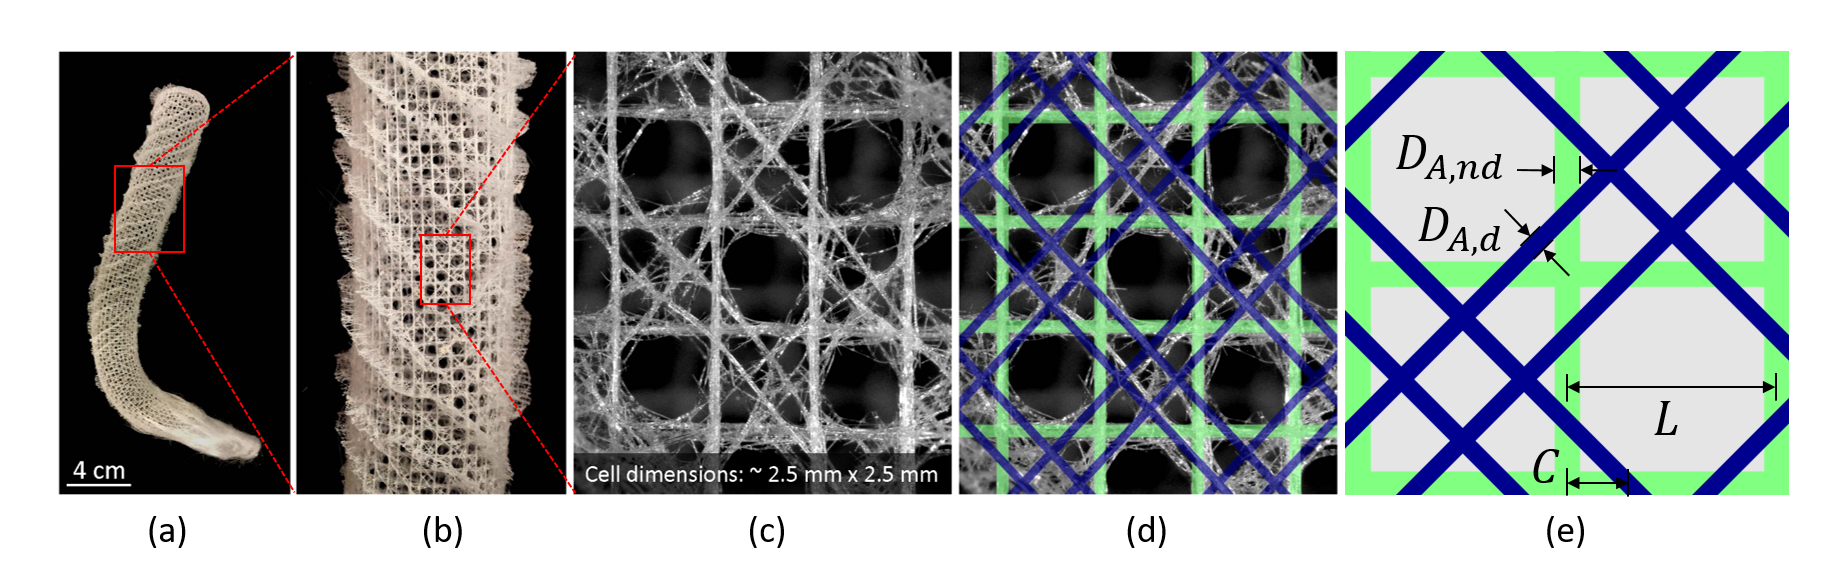 4 cm
Cell dimensions: ~ 2.5 mm x 2.5 mm
D_{A,nd}
D_{A,d}
L
C
(a)
(b)
(c)
(d)
(e)